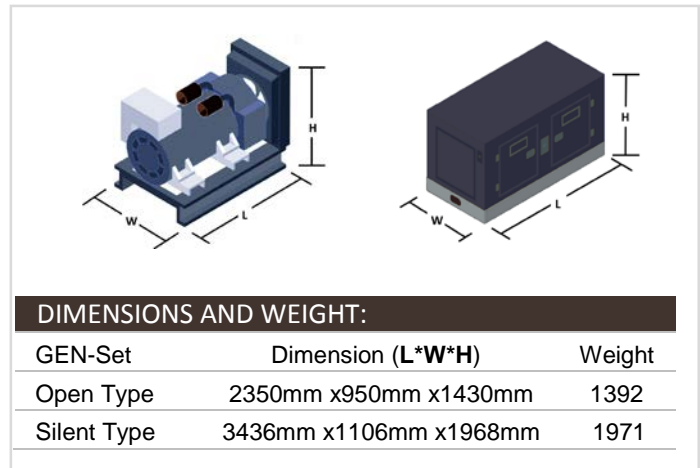 H
W
L
H
W
L
DIMENSIONS AND WEIGHT:
GEN-Set Dimension (L*W*H) Weight
Open Type 2350mm x950mm x1430mm 1392
Silent Type 3436mm x1106mm x1968mm 1971